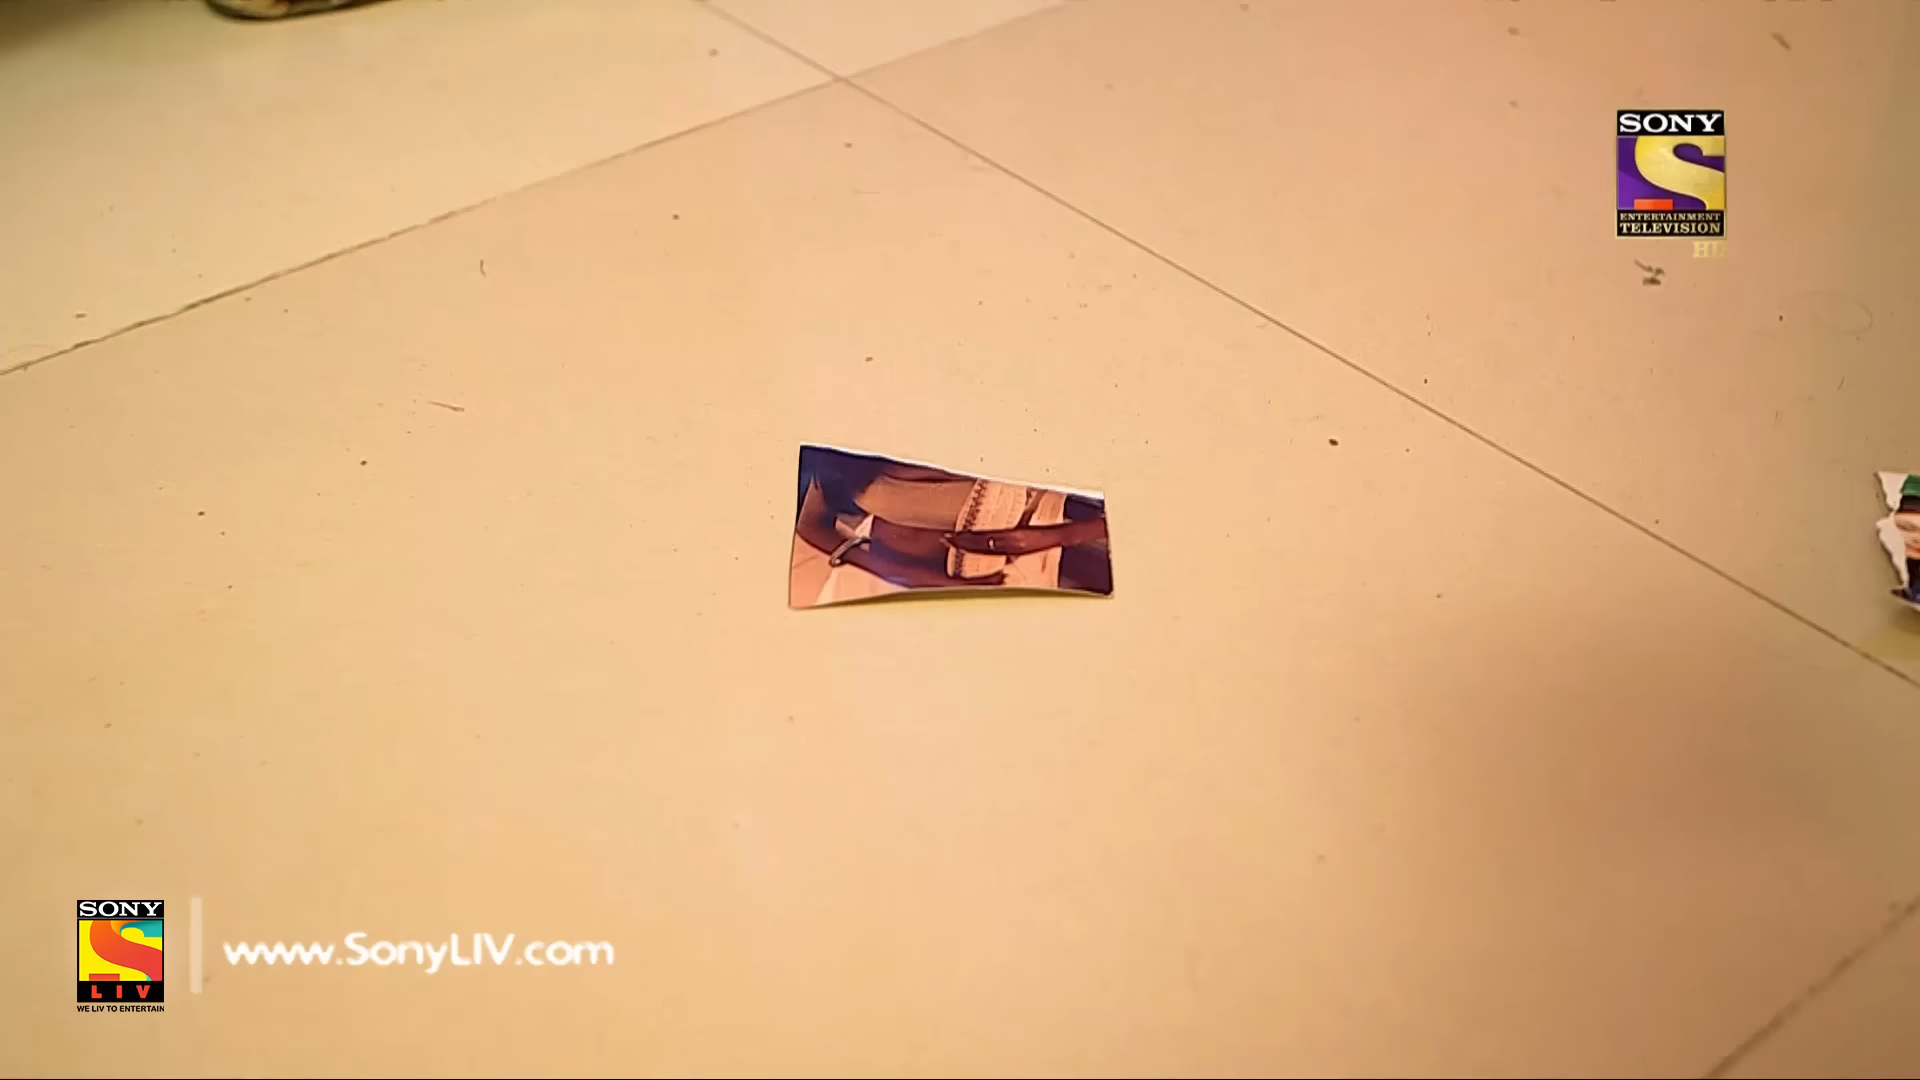 SONY
ENTERTAINMENT
TELEVISION
HD
SONY
LIV
WE LIV TO ENTERTAIN
www.SonyLIV.com